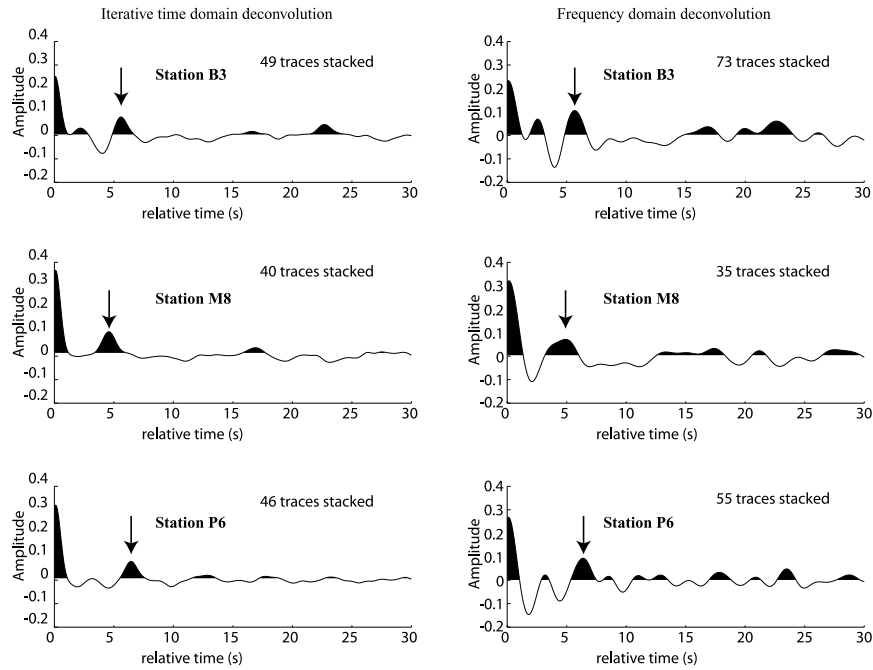 Iterative time domain deconvolution
Frequency domain deconvolution
Amplitude
0.4
0.3
0.2
0.1
0
-0.1
-0.2
Station B3
49 traces stacked
0 5 10 15 20 25 30
relative time (s)
Amplitude
0.4
0.3
0.2
0.1
0
-0.1
-0.2
Station B3
73 traces stacked
0 5 10 15 20 25 30
relative time (s)
Amplitude
0.4
0.3
0.2
0.1
0
-0.1
-0.2
Station M8
40 traces stacked
0 5 10 15 20 25 30
relative time (s)
Amplitude
0.4
0.3
0.2
0.1
0
-0.1
-0.2
Station M8
35 traces stacked
0 5 10 15 20 25 30
relative time (s)
Amplitude
0.4
0.3
0.2
0.1
0
-0.1
-0.2
Station P6
46 traces stacked
0 5 10 15 20 25 30
relative time (s)
Amplitude
0.4
0.3
0.2
0.1
0
-0.1
-0.2
Station P6
55 traces stacked
0 5 10 15 20 25 30
relative time (s)